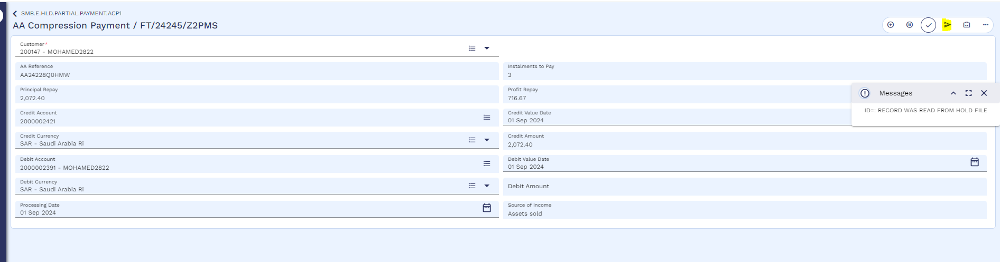 SMB.E.HLD.PARTIAL.PAYMENT.ACP1
AA Compression Payment / FT/24245/Z2PMS
Customer*
200147 - MOHAMED2822
AA Reference
AA24228Q0HMW
Instalments to Pay
3
Principal Repay
2,072.40
Profit Repay
716.67
Messages
ID=: RECORD WAS READ FROM HOLD FILE
Credit Account
2000002421
Credit Value Date
01 Sep 2024
Credit Currency
SAR - Saudi Arabia Ri
Credit Amount
2,072.40
Debit Account
2000002391 - MOHAMED2822
Debit Value Date
01 Sep 2024
Debit Currency
SAR - Saudi Arabia Ri
Debit Amount
Processing Date
01 Sep 2024
Source of Income
Assets sold